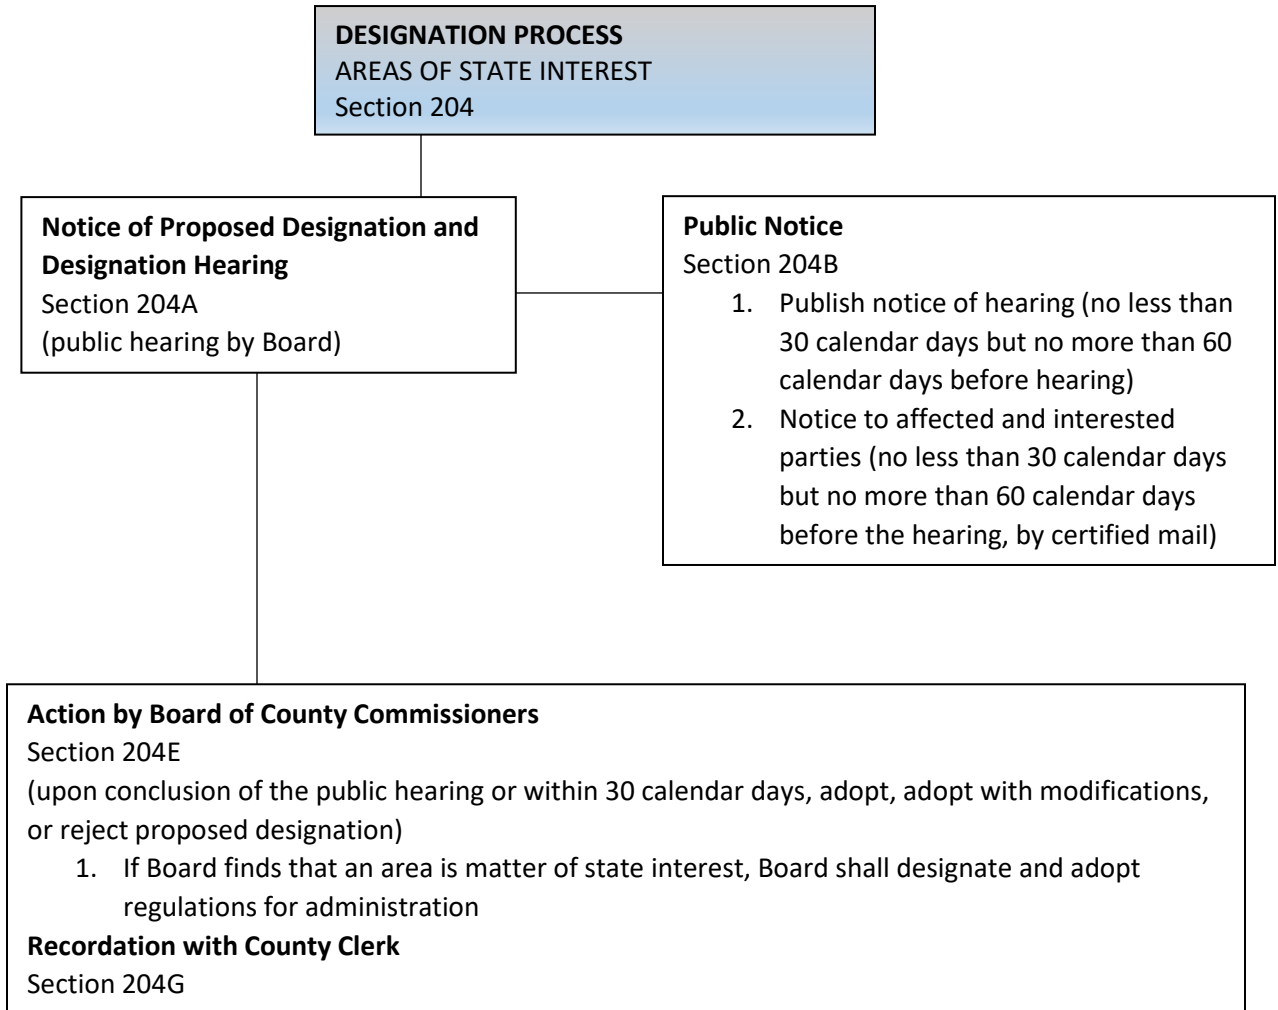 DESIGNATION PROCESS
AREAS OF STATE INTEREST
Section 204
Notice of Proposed Designation and
Designation Hearing
Section 204A
(public hearing by Board)
Public Notice
Section 204B
1. Publish notice of hearing (no less than
30 calendar days but no more than 60
calendar days before hearing)
2. Notice to affected and interested
parties (no less than 30 calendar days
but no more than 60 calendar days
before the hearing, by certified mail)
Action by Board of County Commissioners
Section 204E
(upon conclusion of the public hearing or within 30 calendar days, adopt, adopt with modifications,
or reject proposed designation)
1. If Board finds that an area is matter of state interest, Board shall designate and adopt
regulations for administration
Recordation with County Clerk
Section 204G